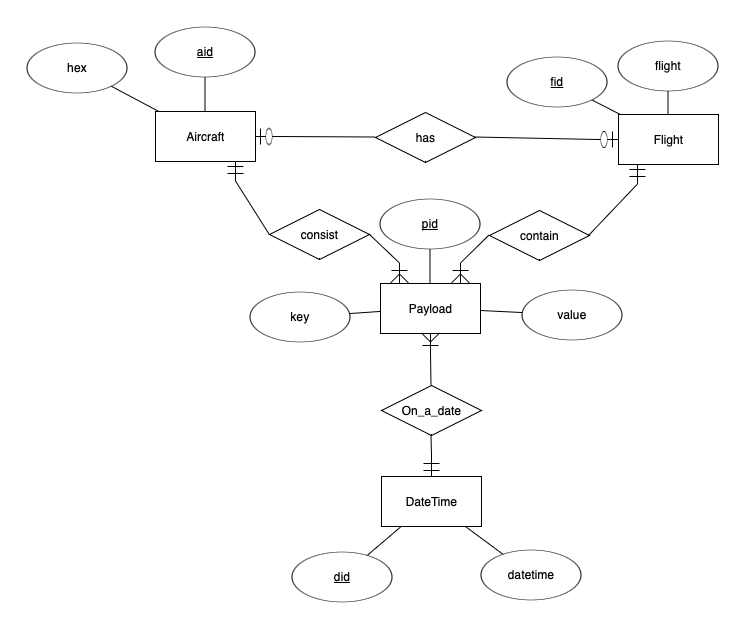 hex
aid
fid
flight
Aircraft
has
Flight
consist
pid
contain
key
Payload
value
On_a_date
DateTime
did
datetime